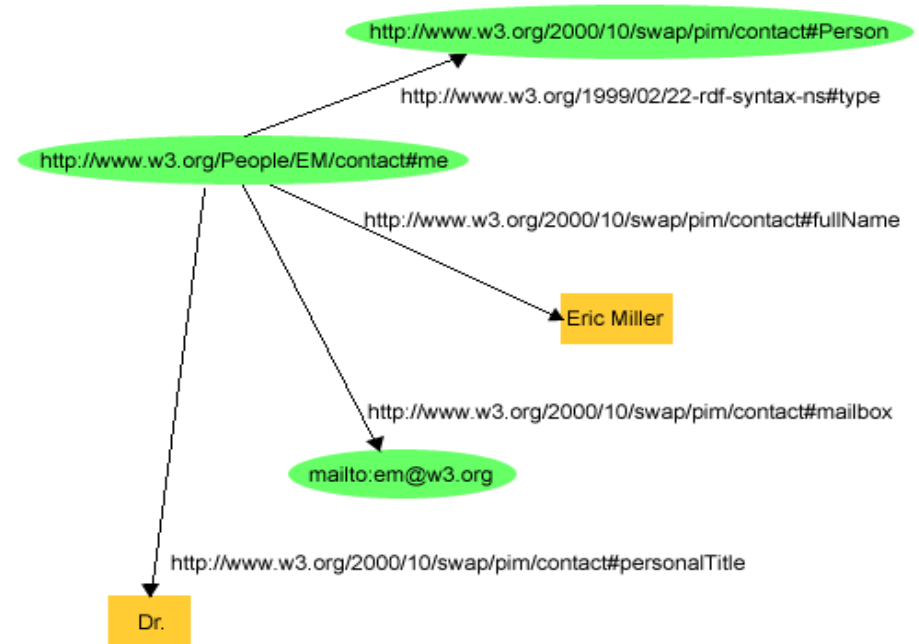 http://www.w3.org/2000/10/swap/pim/contact#Person
http://www.w3.org/1999/02/22-rdf-syntax-ns#type
http://www.w3.org/People/EM/contact#me
http://www.w3.org/2000/10/swap/pim/contact#fullName
Eric Miller
http://www.w3.org/2000/10/swap/pim/contact#mailbox
mailto:em@w3.org
http://www.w3.org/2000/10/swap/pim/contact#personalTitle
Dr.